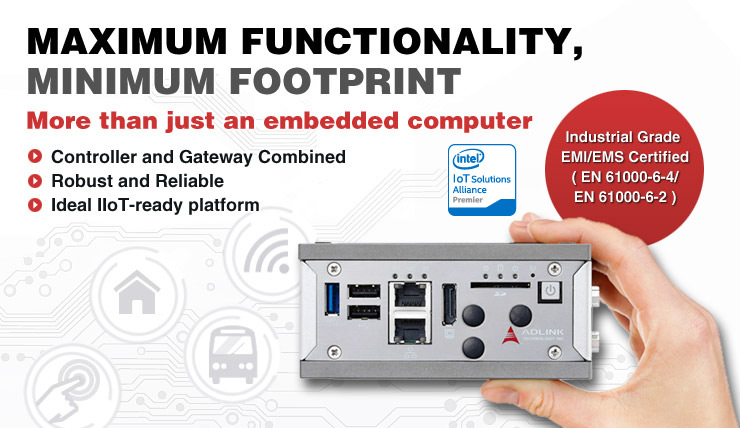 MAXIMUM FUNCTIONALITY,
MINIMUM FOOTPRINT
More than just an embedded computer
Controller and Gateway Combined
Robust and Reliable
Ideal IIoT-ready platform
intel
IoT Solutions
Alliance
Premier
Industrial Grade
EMI/EMS Certified
( EN 61000-6-4/
EN 61000-6-2 )
ADLINK